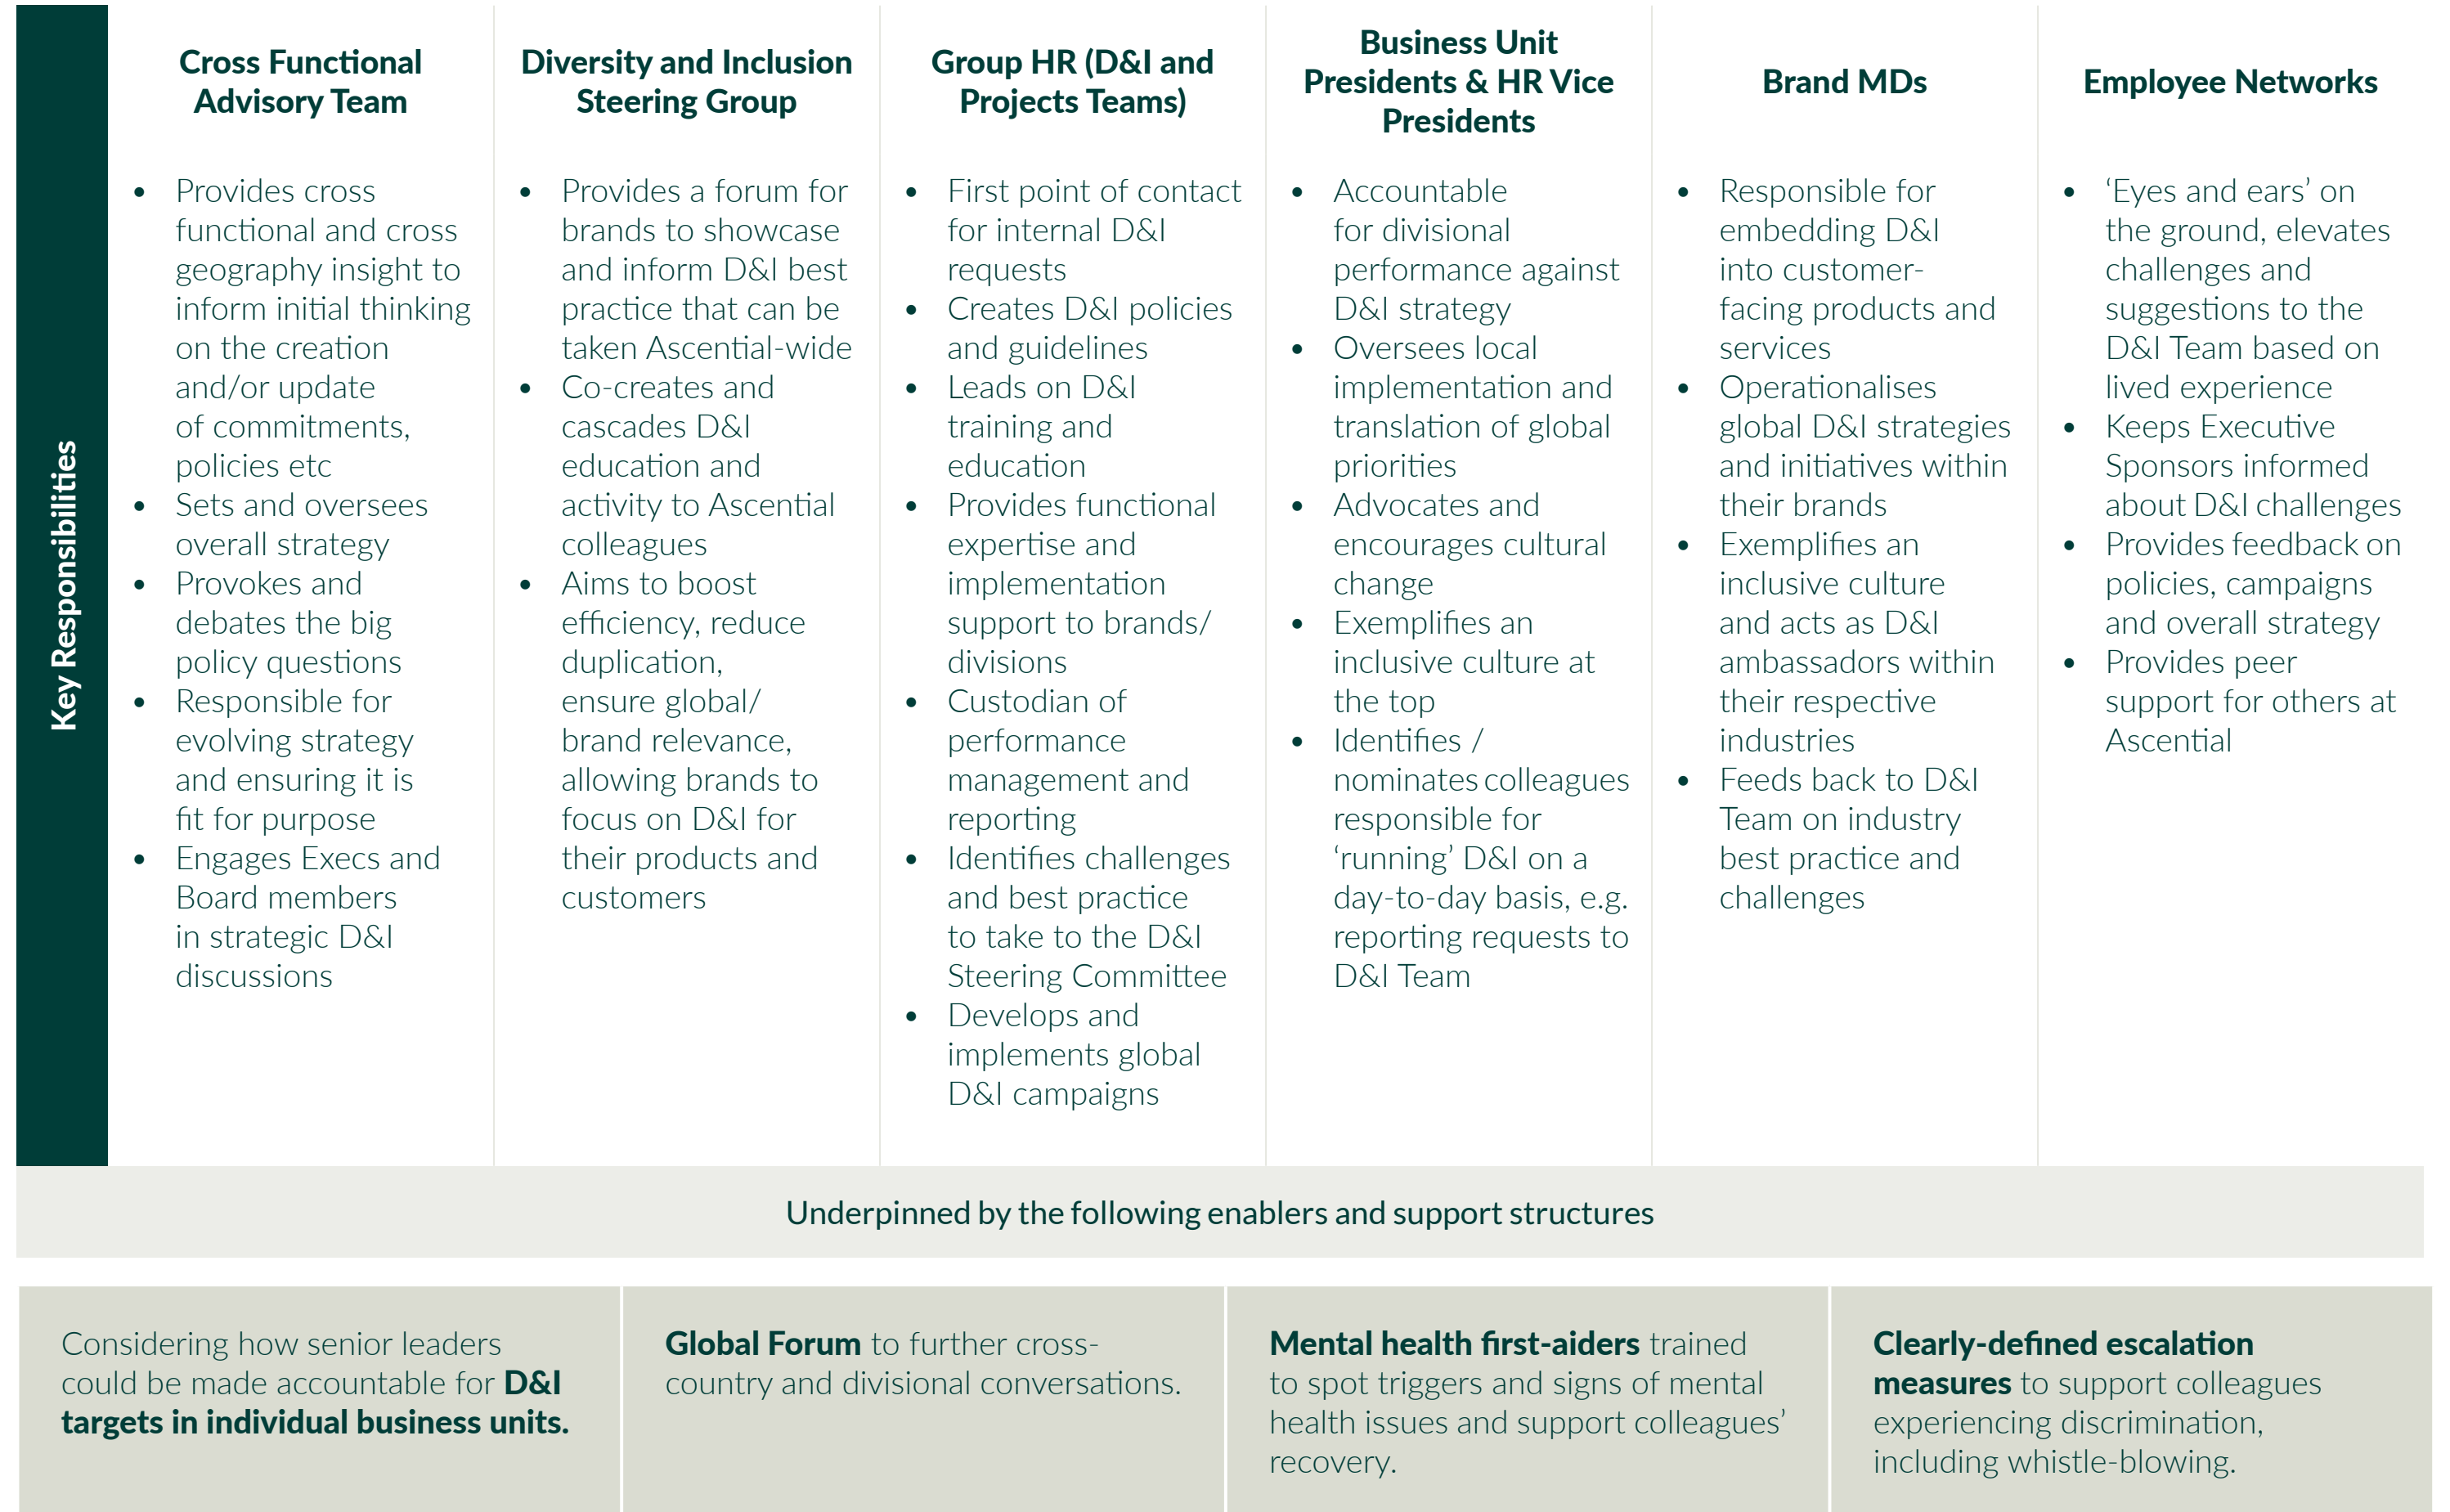 Key Responsibilities
Cross Functional
Advisory Team
• Provides cross
functional and cross
geography insight to
inform initial thinking
on the creation
and/or update
of commitments,
policies etc
• Sets and oversees
overall strategy
• Provokes and
debates the big
policy questions
• Responsible for
evolving strategy
and ensuring it is
fit for purpose
• Engages Execs and
Board members
in strategic D&I
discussions
Diversity and Inclusion
Steering Group
• Provides a forum for
brands to showcase
and inform D&I best
practice that can be
taken Ascential-wide
• Co-creates and
cascades D&I
education and
activity to Ascential
colleagues
• Aims to boost
efficiency, reduce
duplication,
ensure global/
brand relevance,
allowing brands to
focus on D&I for
their products and
customers
Group HR (D&I and
Projects Teams)
• First point of contact
for internal D&I
requests
• Creates D&I policies
and guidelines
• Leads on D&I
training and
education
• Provides functional
expertise and
implementation
support to brands/
divisions
• Custodian of
performance
management and
reporting
• Identifies challenges
and best practice
to take to the D&I
Steering Committee
• Develops and
implements global
D&I campaigns
Business Unit
Presidents & HR Vice
Presidents
• Accountable
for divisional
performance against
D&I strategy
• Oversees local
implementation and
translation of global
priorities
• Advocates and
encourages cultural
change
• Exemplifies an
inclusive culture at
the top
• Identifies /
nominates colleagues
responsible for
‘running’ D&I on a
day-to-day basis, e.g.
reporting requests to
D&I Team
Brand MDs
• Responsible for
embedding D&I
into customer-
facing products and
services
• Operationalises
global D&I strategies
and initiatives within
their brands
• Exemplifies an
inclusive culture
and acts as D&I
ambassadors within
their respective
industries
• Feeds back to D&I
Team on industry
best practice and
challenges
Employee Networks
• ‘Eyes and ears’ on
the ground, elevates
challenges and
suggestions to the
D&I Team based on
lived experience
• Keeps Executive
Sponsors informed
about D&I challenges
• Provides feedback on
policies, campaigns
and overall strategy
• Provides peer
support for others at
Ascential
Underpinned by the following enablers and support structures
Considering how senior leaders
could be made accountable for D&I
targets in individual business units.
Global Forum to further cross-
country and divisional conversations.
Mental health first-aiders trained
to spot triggers and signs of mental
health issues and support colleagues’
recovery.
Clearly-defined escalation
measures to support colleagues
experiencing discrimination,
including whistle-blowing.